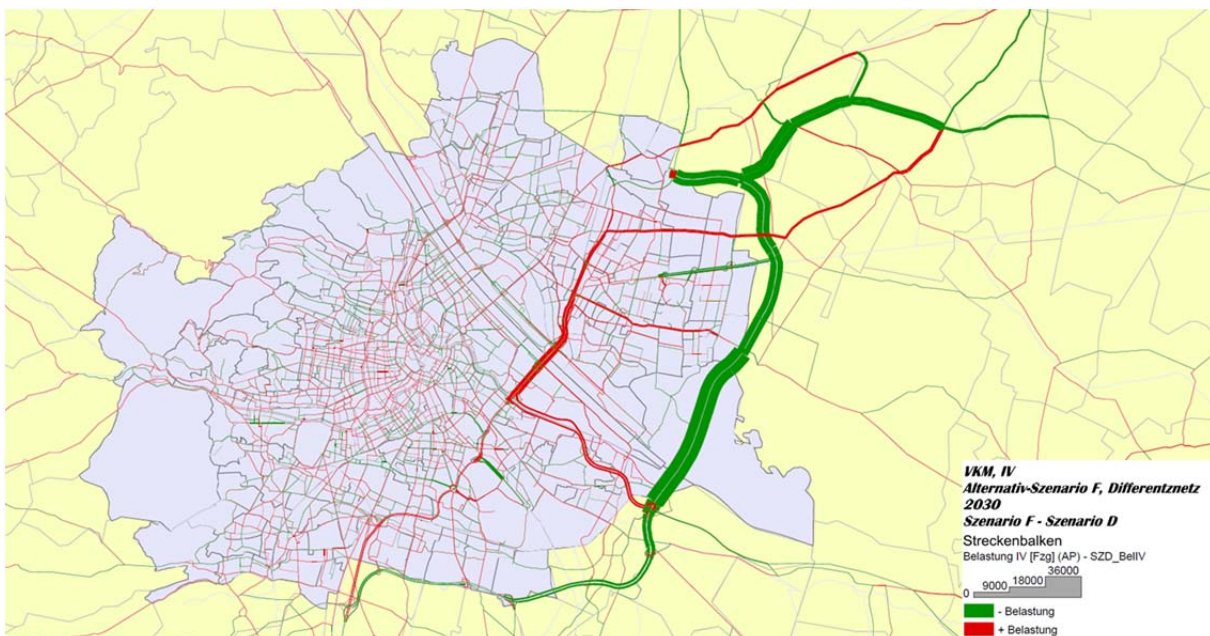 VKM, IV
Alternativ-Szenario F, Differentznetz
2030
Szenario F - Szenario D
Streckenbalken
Belastung IV [Fzg] (AP) - SZD_BelIV
0 9000 18000 36000
- Belastung
+ Belastung